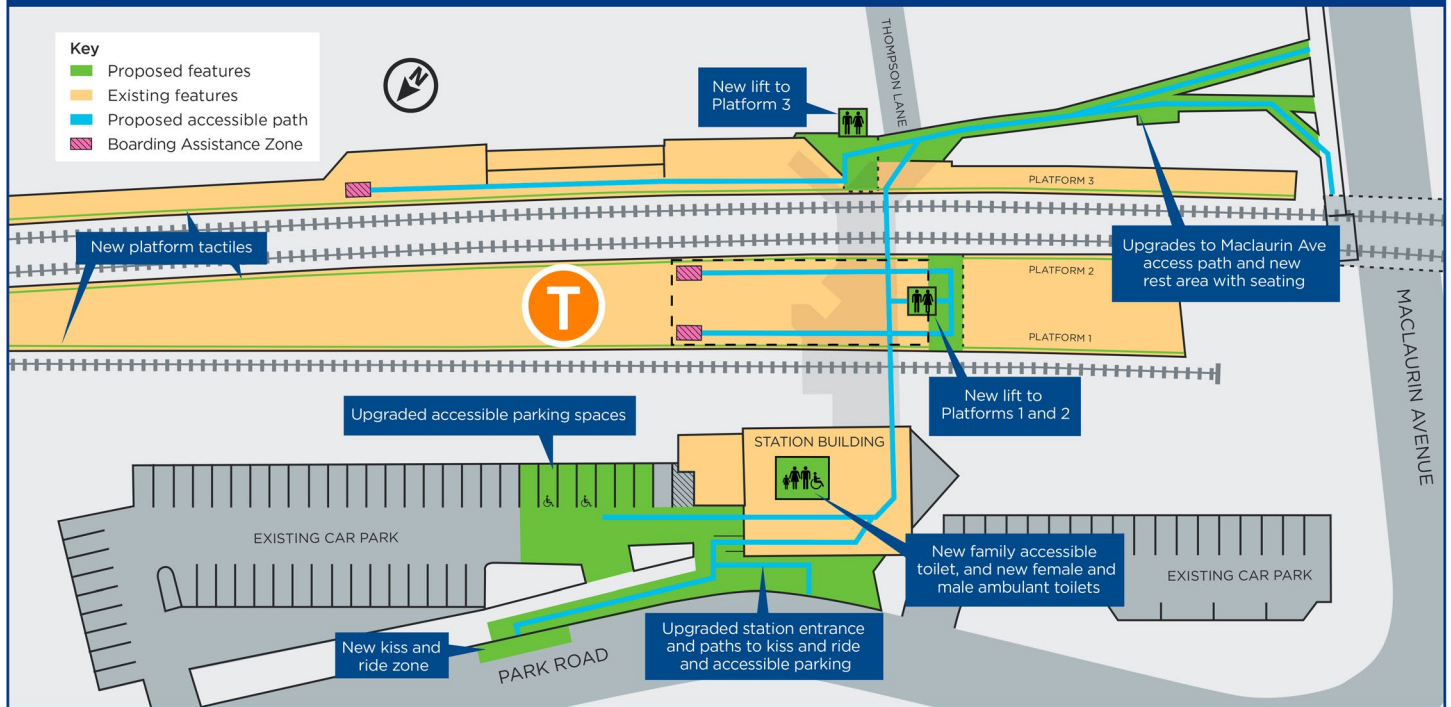 Key
Proposed features
Existing features
Proposed accessible path
Boarding Assistance Zone
N
New lift to
Platform 3
THOMPSON LANE
PLATFORM 3
New platform tactiles
T
PLATFORM 2
PLATFORM 1
Upgrades to Maclaurin Ave
access path and new
rest area with seating
MACLAURIN AVENUE
New lift to
Platforms 1 and 2
Upgraded accessible parking spaces
STATION BUILDING
EXISTING CAR PARK
New family accessible
toilet, and new female and
male ambulant toilets
EXISTING CAR PARK
New kiss and
ride zone
PARK ROAD
Upgraded station entrance
and paths to kiss and ride
and accessible parking